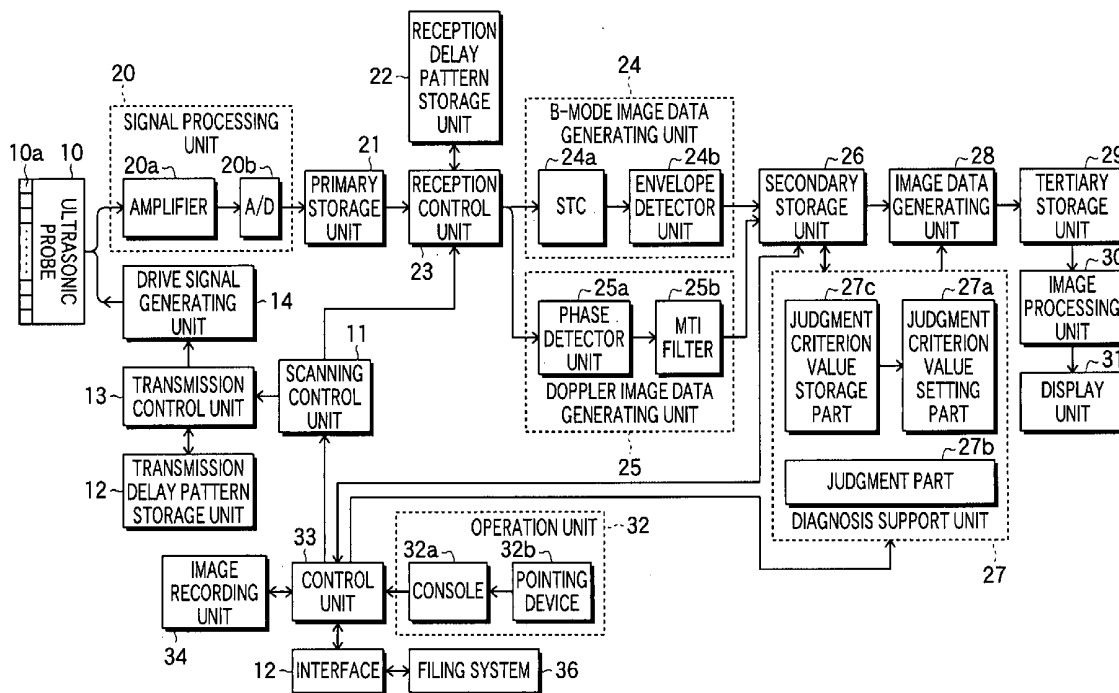 20
SIGNAL PROCESSING
UNIT
10a
10
ULTRASONIC
PROBE
20a
AMPLIFIER
20b
A/D
21
PRIMARY
STORAGE
UNIT
22
RECEPTION
DELAY
PATTERN
STORAGE
UNIT
RECEPTION
CONTROL
UNIT
23
24
B-MODE IMAGE DATA
GENERATING UNIT
24a
STC
24b
ENVELOPE
DETECTOR
UNIT
26
SECONDARY
STORAGE
UNIT
28
IMAGE DATA
GENERATING
UNIT
29
TERTIARY
STORAGE
UNIT
30
IMAGE
PROCESSING
UNIT
31
DISPLAY
UNIT
DRIVE SIGNAL
GENERATING
UNIT
14
13
TRANSMISSION
CONTROL UNIT
11
SCANNING
CONTROL
UNIT
12
TRANSMISSION
DELAY PATTERN
STORAGE UNIT
25a
PHASE
DETECTOR
UNIT
25b
MTI
FILTER
DOPPLER IMAGE DATA
GENERATING UNIT
25
27c
JUDGMENT
CRITERION
VALUE
STORAGE
PART
27a
JUDGMENT
CRITERION
VALUE
SETTING
PART
27b
JUDGMENT PART
DIAGNOSIS SUPPORT UNIT
27
OPERATION UNIT
32
33
CONTROL
UNIT
32a
CONSOLE
32b
POINTING
DEVICE
IMAGE
RECORDING
UNIT
34
12
INTERFACE
FILING SYSTEM
36